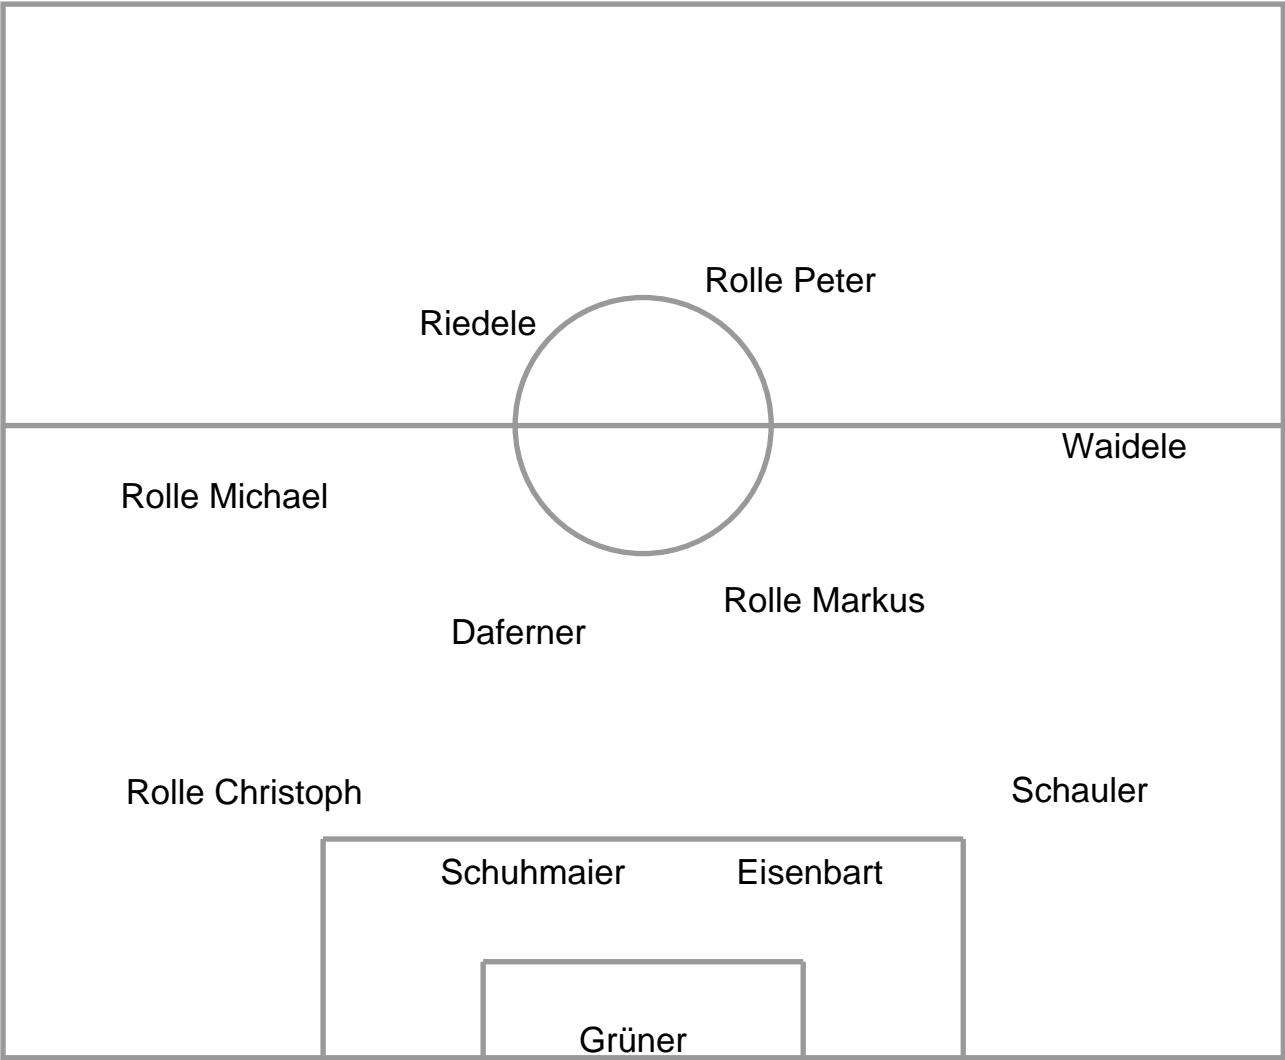 Rolle Peter
Riedele
Waidele
Rolle Michael
Rolle Markus
Daferner
Rolle Christoph
Schauler
Schuhmaier
Eisenbart
Grüner